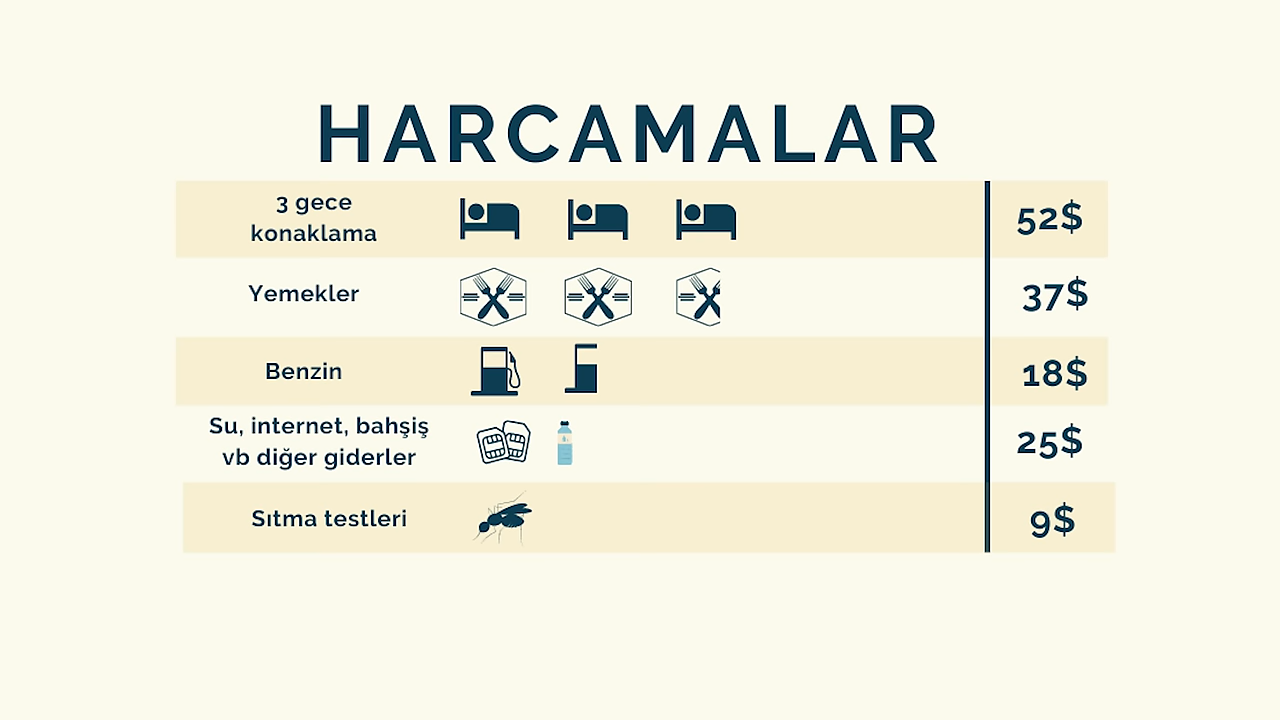 HARCAMALAR
3 gece
konaklama
52$
Yemekler
37$
Benzin
18$
Su, internet, bahşiş
vb diğer giderler
25$
Sıtma testleri
9$